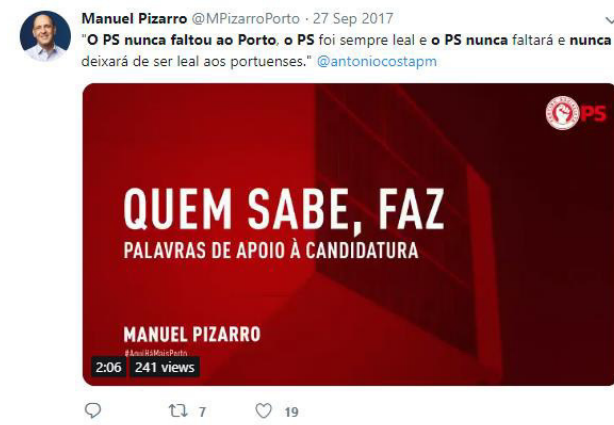 Manuel Pizarro @MPizarroPorto · 27 Sep 2017
"O PS nunca faltou ao Porto, o PS foi sempre leal e o PS nunca faltará e nunca
deixará de ser leal aos portuenses." @antoniocostapm
PS
QUEM SABE, FAZ
PALAVRAS DE APOIO À CANDIDATURA
MANUEL PIZARRO
#AquiHáMaisPorto
2:06 241 views
7 19